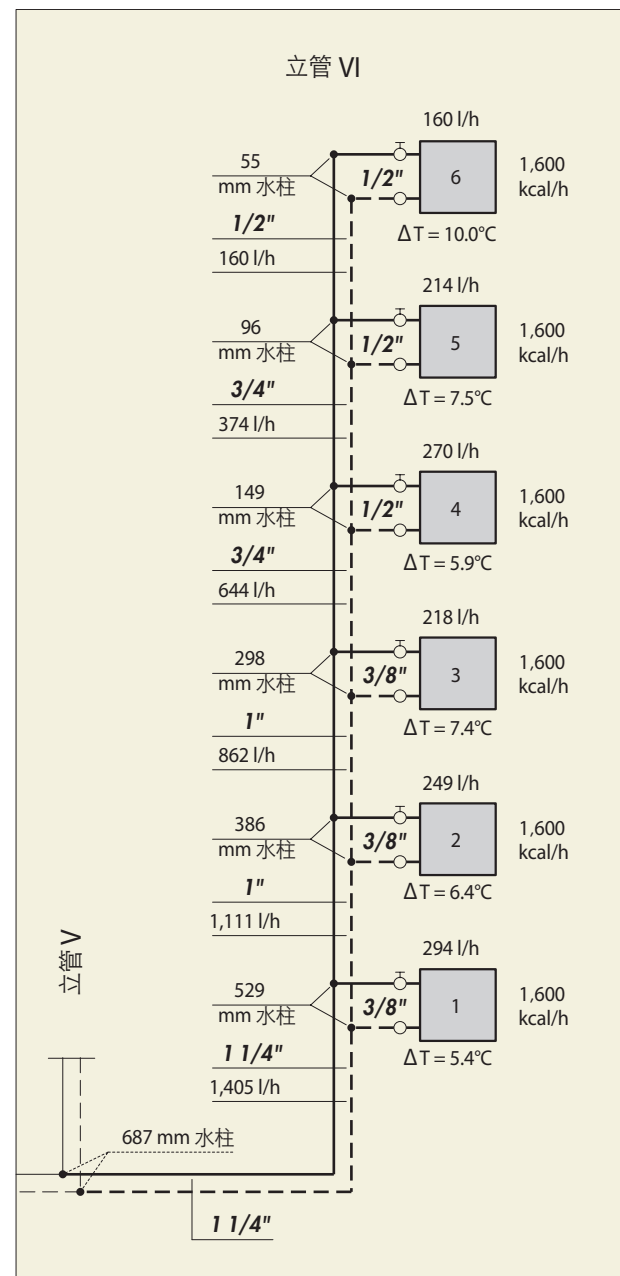 立管 VI
160 l/h
55
mm 水柱
1/2"
6
1,600
kcal/h
1/2"
160 l/h
ΔT = 10.0°C
214 l/h
96
mm 水柱
1/2"
5
1,600
kcal/h
3/4"
374 l/h
ΔT = 7.5°C
270 l/h
149
mm 水柱
1/2"
4
1,600
kcal/h
3/4"
644 l/h
ΔT = 5.9°C
218 l/h
298
mm 水柱
3/8"
3
1,600
kcal/h
1"
862 l/h
ΔT = 7.4°C
249 l/h
386
mm 水柱
3/8"
2
1,600
kcal/h
1"
1,111 l/h
ΔT = 6.4°C
294 l/h
529
mm 水柱
3/8"
1
1,600
kcal/h
1 1/4"
1,405 l/h
ΔT = 5.4°C
立管 V
687 mm 水柱
1 1/4"